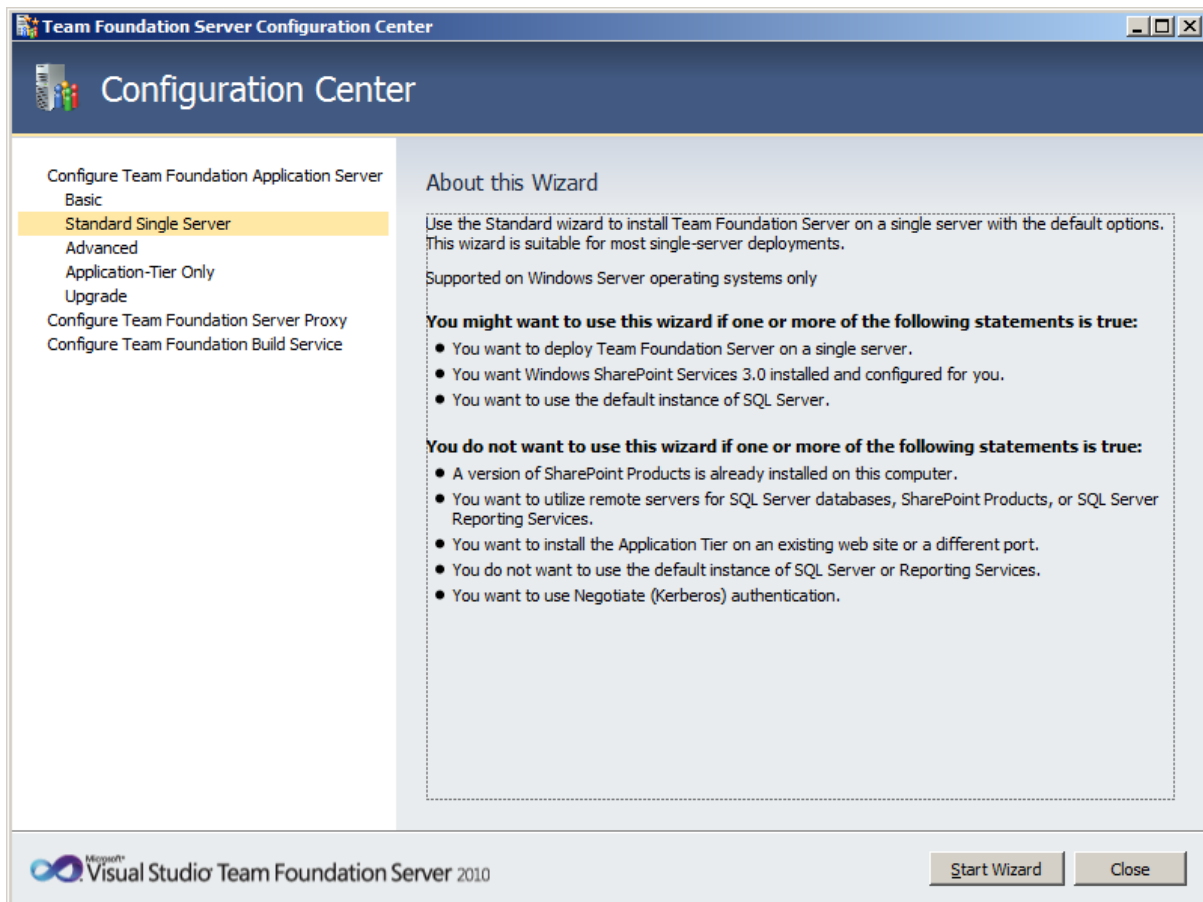 Team Foundation Server Configuration Center
Configuration Center
Configure Team Foundation Application Server
Basic
Standard Single Server
Advanced
Application-Tier Only
Upgrade
Configure Team Foundation Server Proxy
Configure Team Foundation Build Service
About this Wizard
Use the Standard wizard to install Team Foundation Server on a single server with the default options.
This wizard is suitable for most single-server deployments.
Supported on Windows Server operating systems only
You might want to use this wizard if one or more of the following statements is true:
● You want to deploy Team Foundation Server on a single server.
● You want Windows SharePoint Services 3.0 installed and configured for you.
● You want to use the default instance of SQL Server.
You do not want to use this wizard if one or more of the following statements is true:
● A version of SharePoint Products is already installed on this computer.
● You want to utilize remote servers for SQL Server databases, SharePoint Products, or SQL Server
Reporting Services.
● You want to install the Application Tier on an existing web site or a different port.
● You do not want to use the default instance of SQL Server or Reporting Services.
● You want to use Negotiate (Kerberos) authentication.
Microsoft®
Visual Studio Team Foundation Server 2010
Start Wizard
Close